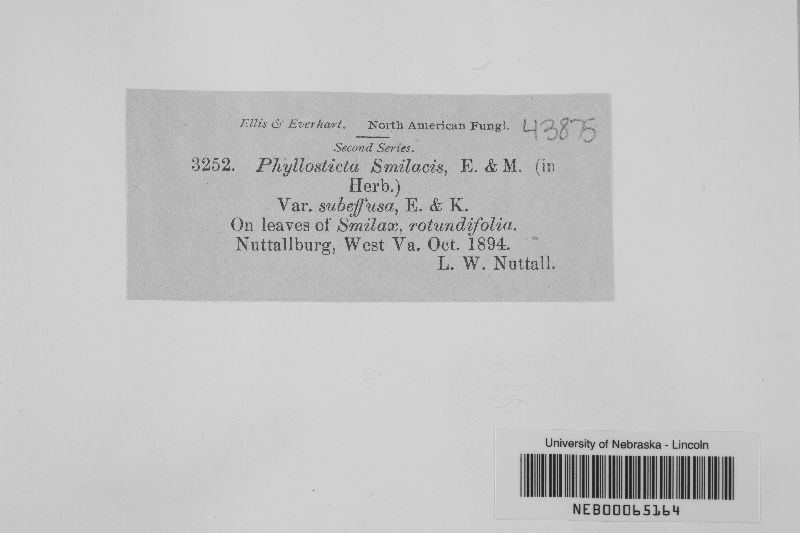 Ellis & Everhart. North American Fungi. 43875
Second Series.
3252. Phyllosticta Smilacis, E. & M. (in
Herb.)
Var. subeffusa, E. & K.
On leaves of Smilax, rotundifolia.
Nuttallburg, West Va. Oct. 1894.
L. W. Nuttall.
University of Nebraska - Lincoln
NEB00065164